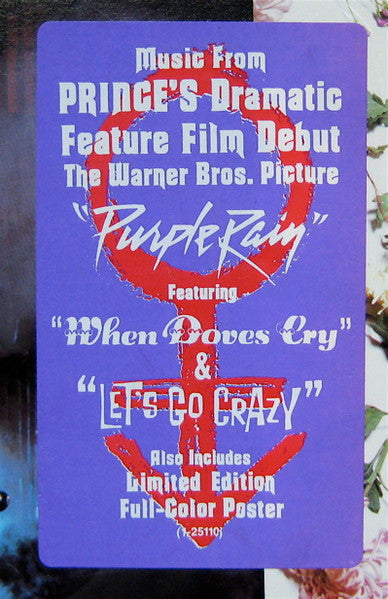 Music From
PRINCE'S Dramatic
Feature Film Debut
The Warner Bros. Picture
"Purple Rain"
Featuring
"When Doves Cry"
&
"LET'S GO CRAZY"
Also Includes
Limited Edition
Full-Color Poster
(1-25110)